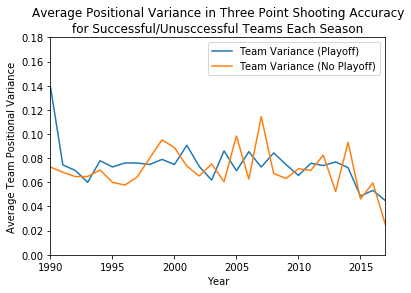 Average Positional Variance in Three Point Shooting Accuracy
for Successful/Unusccessful Teams Each Season
Team Variance (Playoff)
Team Variance (No Playoff)
Average Team Positional Variance
0.18
0.16
0.14
0.12
0.10
0.08
0.06
0.04
0.02
0.00
1990
1995
2000
2005
2010
2015
Year